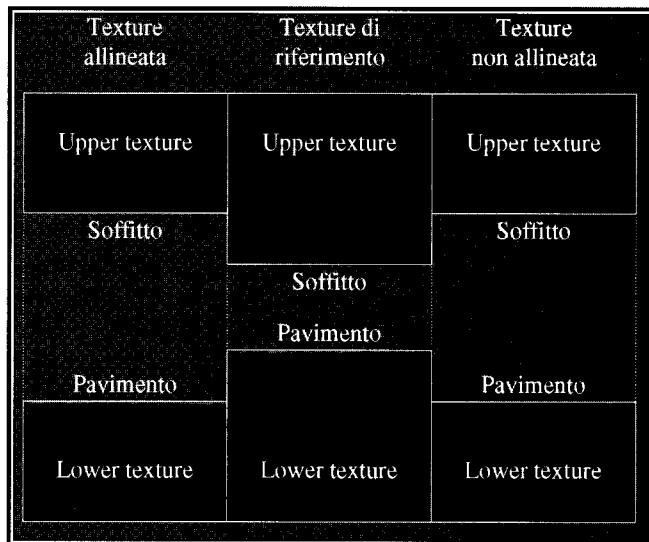 Texture allineata
Texture di riferimento
Texture non allineata
Upper texture
Upper texture
Upper texture
Soffitto
Soffitto
Soffitto
Pavimento
Pavimento
Pavimento
Lower texture
Lower texture
Lower texture